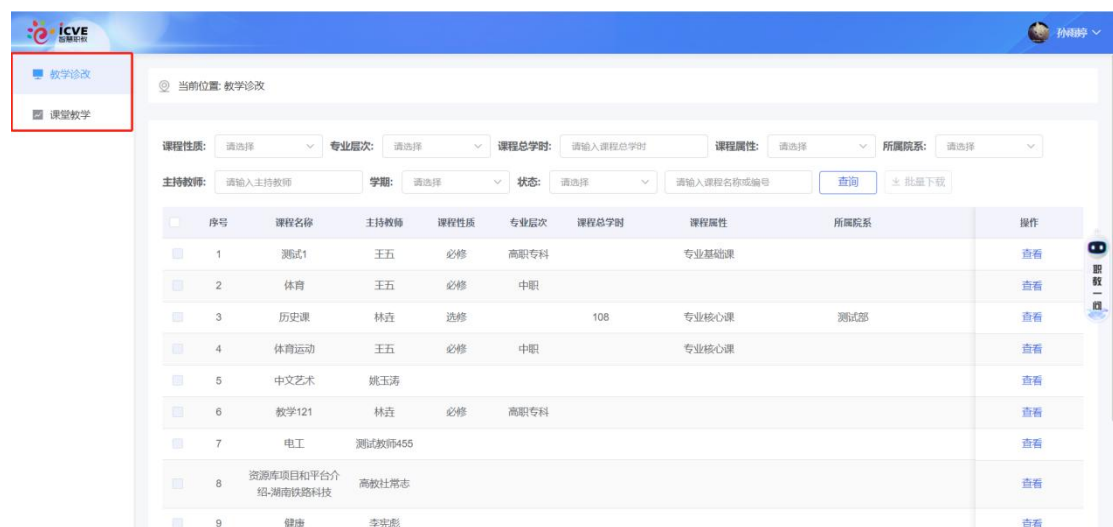 icve
智慧职教
孙雨婷
教学诊改
课堂教学
当前位置: 教学诊改
课程性质: 请选择 专业层次: 请选择 课程总学时: 请输入课程总学时 课程属性: 请选择 所属院系: 请选择
主持教师: 请输入主持教师 学期: 请选择 状态: 请选择 请输入课程名称或编号 查询 批量下载
序号 课程名称 主持教师 课程性质 专业层次 课程总学时 课程属性 所属院系 操作
1 测试1 王五 必修 高职专科 专业基础课 查看
2 体育 王五 必修 中职 查看
3 历史课 林垚 选修 108 专业核心课 测试部 查看
4 体育运动 王五 必修 中职 专业核心课 查看
5 中文艺术 姚玉涛 查看
6 教学121 林垚 必修 高职专科 查看
7 电工 测试教师455 查看
8 资源库项目和平台介
绍-湖南铁路科技 高教社常志 查看
9 健康 李宪彪 查看
职教一问